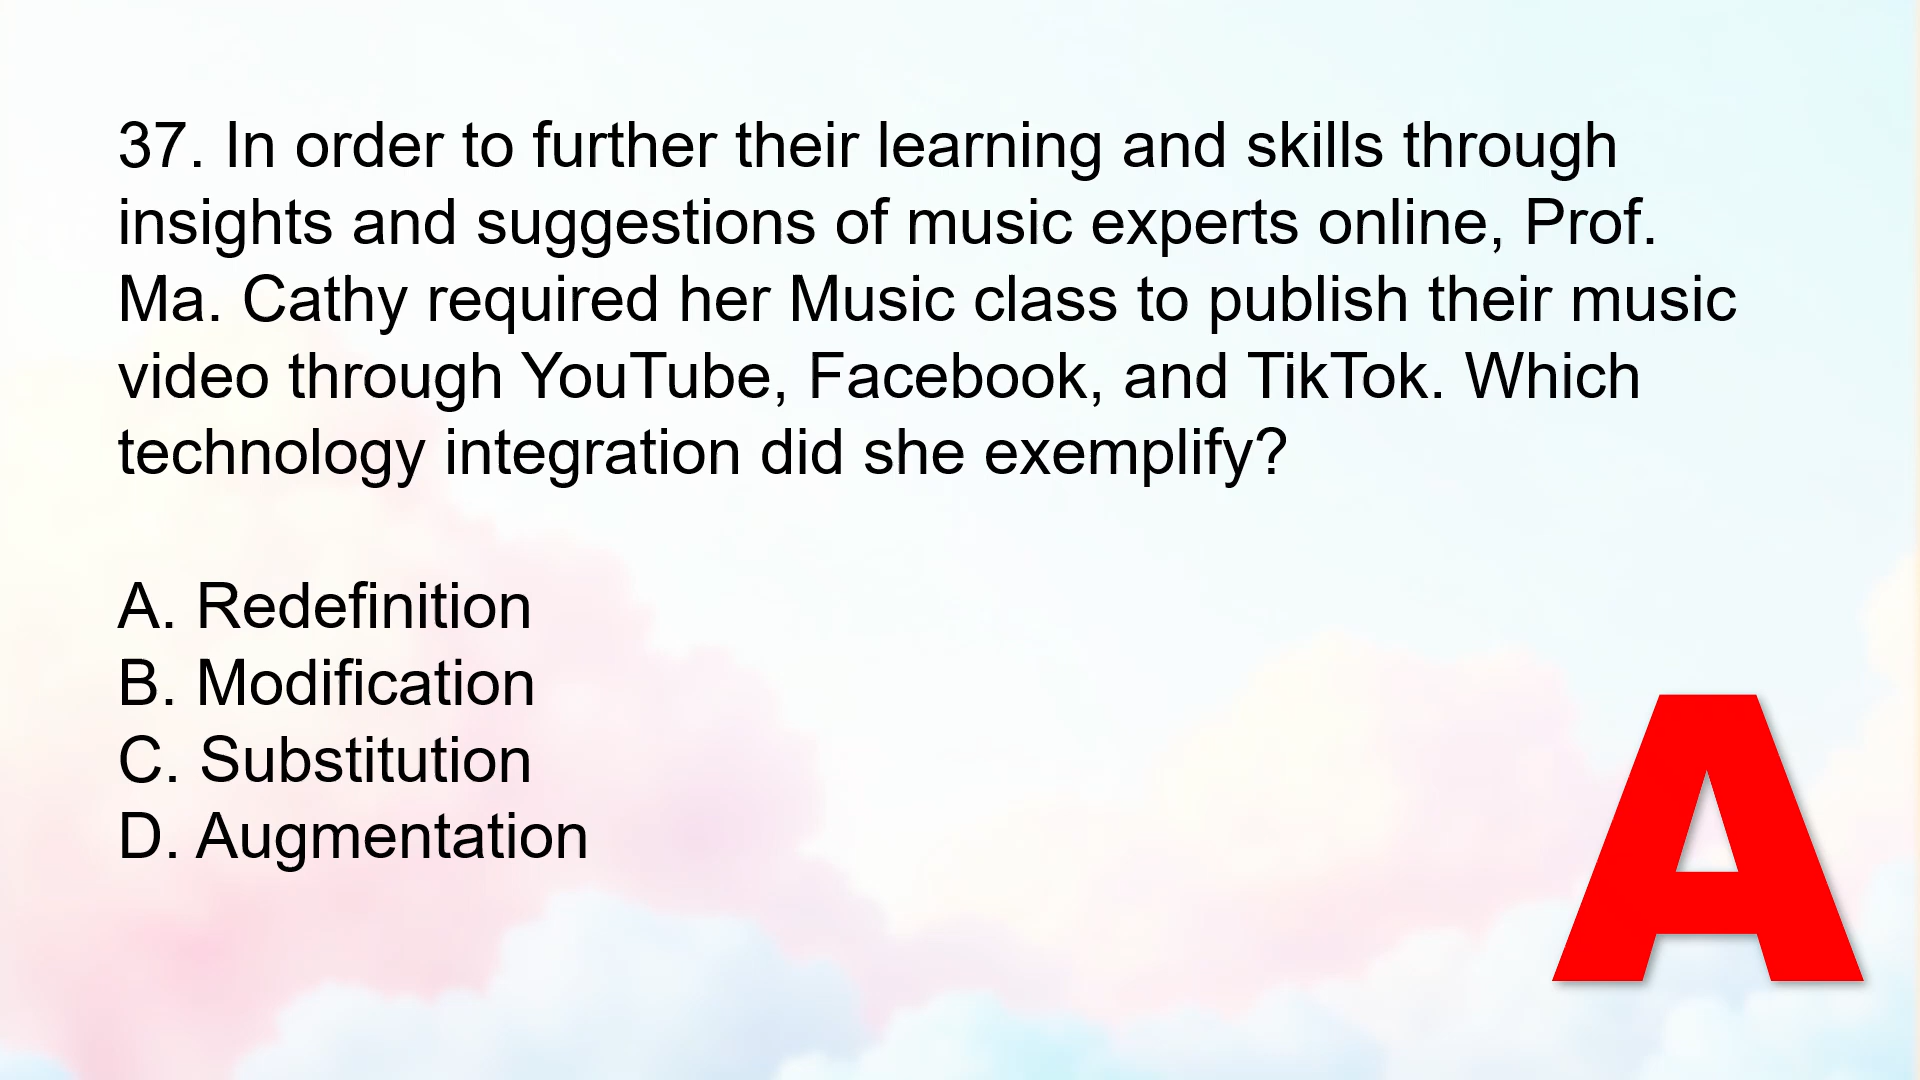 37. In order to further their learning and skills through
insights and suggestions of music experts online, Prof.
Ma. Cathy required her Music class to publish their music
video through YouTube, Facebook, and TikTok. Which
technology integration did she exemplify?
A. Redefinition
B. Modification
C. Substitution
D. Augmentation
A